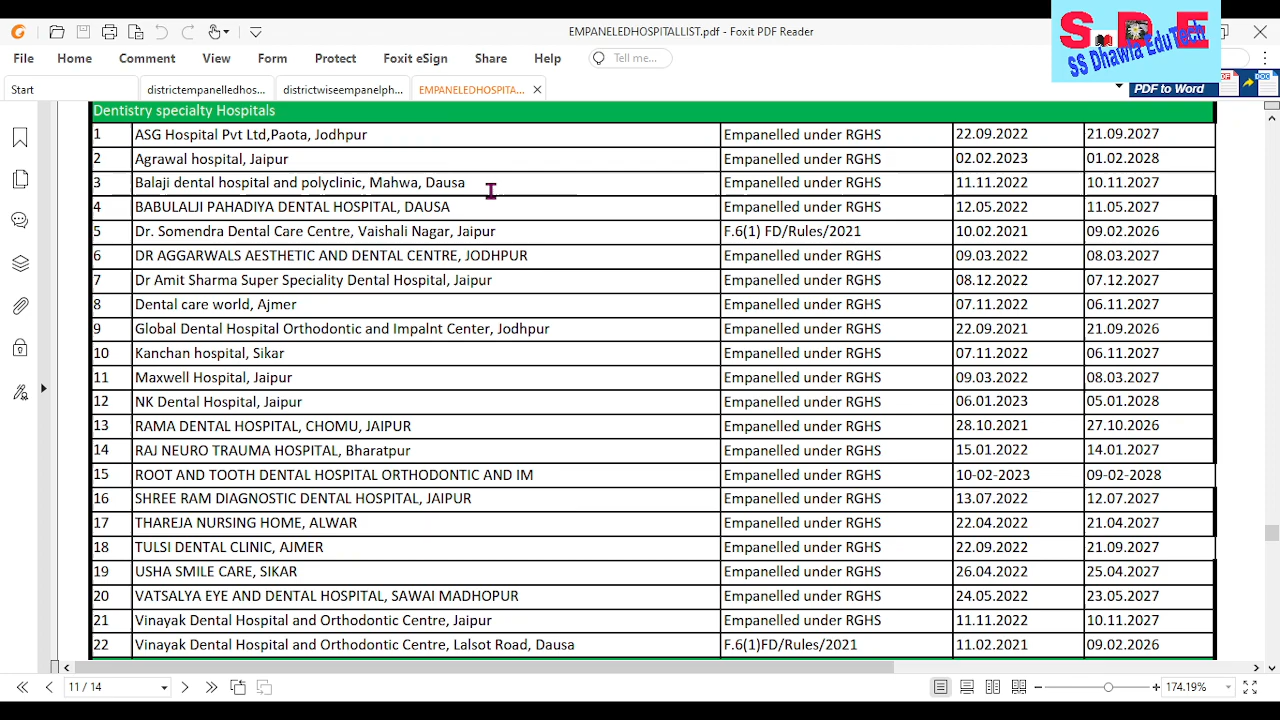 EMPANELEDHOSPITALLIST.pdf - Foxit PDF Reader
S D E
SS Dhawla EduTech
File Home Comment View Form Protect Foxit eSign Share Help Tell me...
Start districtempanelledhos... districtwiseempanelph... EMPANELEDHOSPITA...
PDF to Word
Dentistry specialty Hospitals
1 ASG Hospital Pvt Ltd,Paota, Jodhpur Empanelled under RGHS 22.09.2022 21.09.2027
2 Agrawal hospital, Jaipur Empanelled under RGHS 02.02.2023 01.02.2028
3 Balaji dental hospital and polyclinic, Mahwa, Dausa Empanelled under RGHS 11.11.2022 10.11.2027
4 BABULALJI PAHADIYA DENTAL HOSPITAL, DAUSA Empanelled under RGHS 12.05.2022 11.05.2027
5 Dr. Somendra Dental Care Centre, Vaishali Nagar, Jaipur F.6(1) FD/Rules/2021 10.02.2021 09.02.2026
6 DR AGGARWALS AESTHETIC AND DENTAL CENTRE, JODHPUR Empanelled under RGHS 09.03.2022 08.03.2027
7 Dr Amit Sharma Super Speciality Dental Hospital, Jaipur Empanelled under RGHS 08.12.2022 07.12.2027
8 Dental care world, Ajmer Empanelled under RGHS 07.11.2022 06.11.2027
9 Global Dental Hospital Orthodontic and Impalnt Center, Jodhpur Empanelled under RGHS 22.09.2021 21.09.2026
10 Kanchan hospital, Sikar Empanelled under RGHS 07.11.2022 06.11.2027
11 Maxwell Hospital, Jaipur Empanelled under RGHS 09.03.2022 08.03.2027
12 NK Dental Hospital, Jaipur Empanelled under RGHS 06.01.2023 05.01.2028
13 RAMA DENTAL HOSPITAL, CHOMU, JAIPUR Empanelled under RGHS 28.10.2021 27.10.2026
14 RAJ NEURO TRAUMA HOSPITAL, Bharatpur Empanelled under RGHS 15.01.2022 14.01.2027
15 ROOT AND TOOTH DENTAL HOSPITAL ORTHODONTIC AND IM Empanelled under RGHS 10-02-2023 09-02-2028
16 SHREE RAM DIAGNOSTIC DENTAL HOSPITAL, JAIPUR Empanelled under RGHS 13.07.2022 12.07.2027
17 THAREJA NURSING HOME, ALWAR Empanelled under RGHS 22.04.2022 21.04.2027
18 TULSI DENTAL CLINIC, AJMER Empanelled under RGHS 22.09.2022 21.09.2027
19 USHA SMILE CARE, SIKAR Empanelled under RGHS 26.04.2022 25.04.2027
20 VATSALYA EYE AND DENTAL HOSPITAL, SAWAI MADHOPUR Empanelled under RGHS 24.05.2022 23.05.2027
21 Vinayak Dental Hospital and Orthodontic Centre, Jaipur Empanelled under RGHS 11.11.2022 10.11.2027
22 Vinayak Dental Hospital and Orthodontic Centre, Lalsot Road, Dausa F.6(1)FD/Rules/2021 11.02.2021 09.02.2026
11 / 14 174.19%